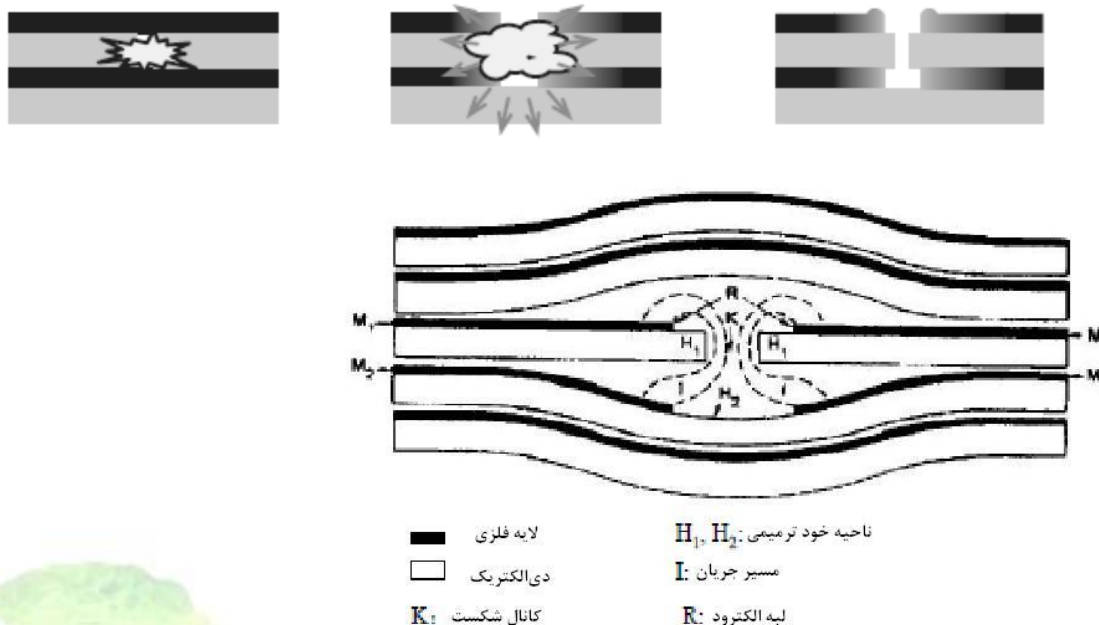 R
K
M₁
H₁ H₁
M
M₂
I I
M
H₂
لایه فلزی
H₁, H₂: ناحیه خود ترمیمی
دی‌الکتریک
I: مسیر جریان
K: کانال شکست
R: لبه الکترود